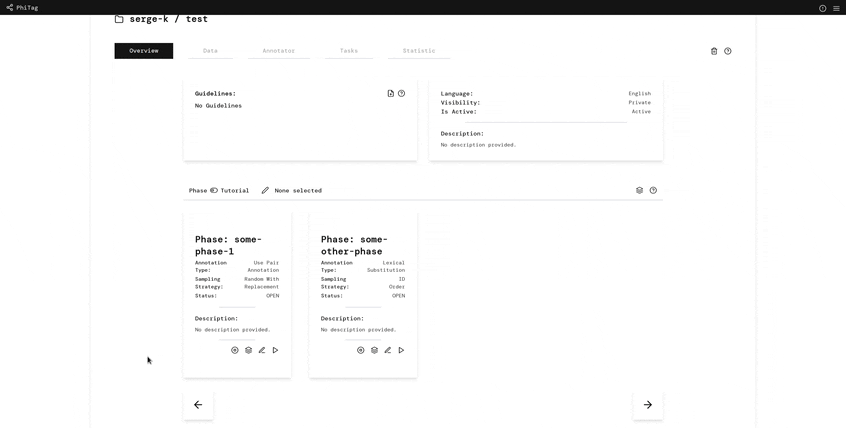 PhiTag
serge-k / test
Overview
Data
Annotator
Tasks
Statistic
Guidelines:
No Guidelines
Language: English
Visibility: Private
Is Active: Active
Description:
No description provided.
Phase Tutorial None selected
Phase: some-
phase-1
Annotation Use Pair
Type: Annotation
Sampling Random With
Strategy: Replacement
Status: OPEN
Description:
No description provided.
Phase: some-
other-phase
Annotation Lexical
Type: Substitution
Sampling ID
Strategy: Order
Status: OPEN
Description:
No description provided.